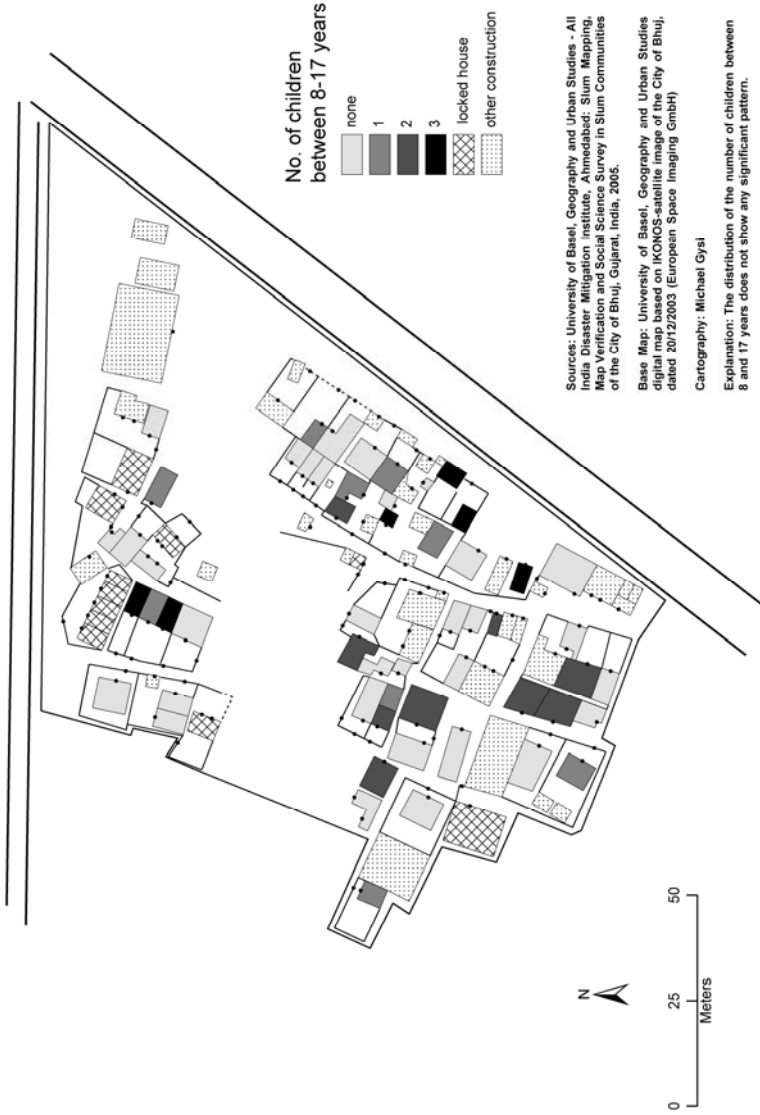 No. of children
between 8-17 years
none
1
2
3
locked house
other construction
Sources: University of Basel, Geography and Urban Studies - All
India Disaster Mitigation Institute, Ahmedabad: Slum Mapping,
Map Verification and Social Science Survey in Slum Communities
of the City of Bhuj, Gujarat, India, 2005.
Base Map: University of Basel, Geography and Urban Studies
digital map based on IKONOS-satellite image of the City of Bhuj,
dated 20/12/2003 (European Space Imaging GmbH)
Cartography: Michael Gysi
Explanation: The distribution of the number of children between
8 and 17 years does not show any significant pattern.
N
0 25 50
Meters